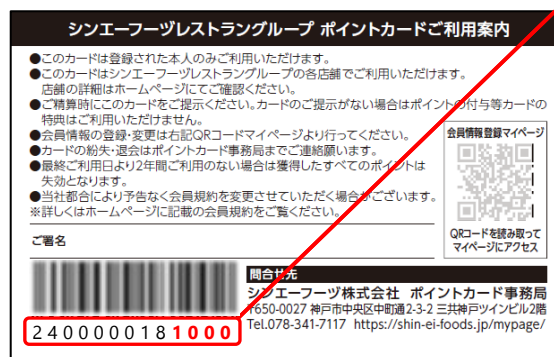 シンエーフーヅレストラングループ ポイントカードご利用案内
●このカードは登録された本人のみご利用いただけます。
●このカードはシンエーフーヅレストラングループの各店舗でご利用いただけます。
店舗の詳細はホームページにてご確認ください。
●ご精算時にこのカードをご提示ください。カードのご提示がない場合はポイントの付与等カードの
特典はご利用いただけません。
●会員情報の登録・変更は右記QRコードマイページより行ってください。
●カードの紛失・退会はポイントカード事務局までご連絡願います。
●最終ご利用日より2年間ご利用のない場合は獲得したすべてのポイントは
失効となります。
●当社都合により予告なく会員規約を変更させていただく場合がございます。
※詳しくはホームページに記載の会員規約をご覧ください。
会員情報登録マイページ
QRコードを読み取って
マイページにアクセス
ご署名
2400000181000
問合せ先
シンエーフーヅ株式会社 ポイントカード事務局
〒650-0027 神戸市中央区中町通2-3-2 三共神戸ツインビル2階
Tel.078-341-7117 https://shin-ei-foods.jp/mypage/